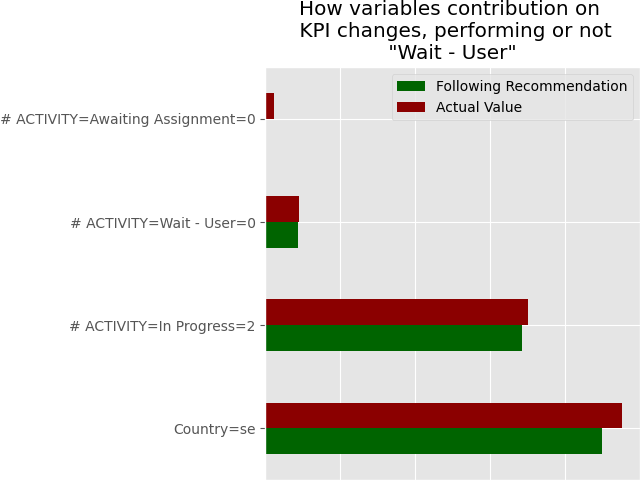 How variables contribution on
KPI changes, performing or not
"Wait - User"
Following Recommendation
Actual Value
# ACTIVITY=Awaiting Assignment=0
# ACTIVITY=Wait - User=0
# ACTIVITY=In Progress=2
Country=se